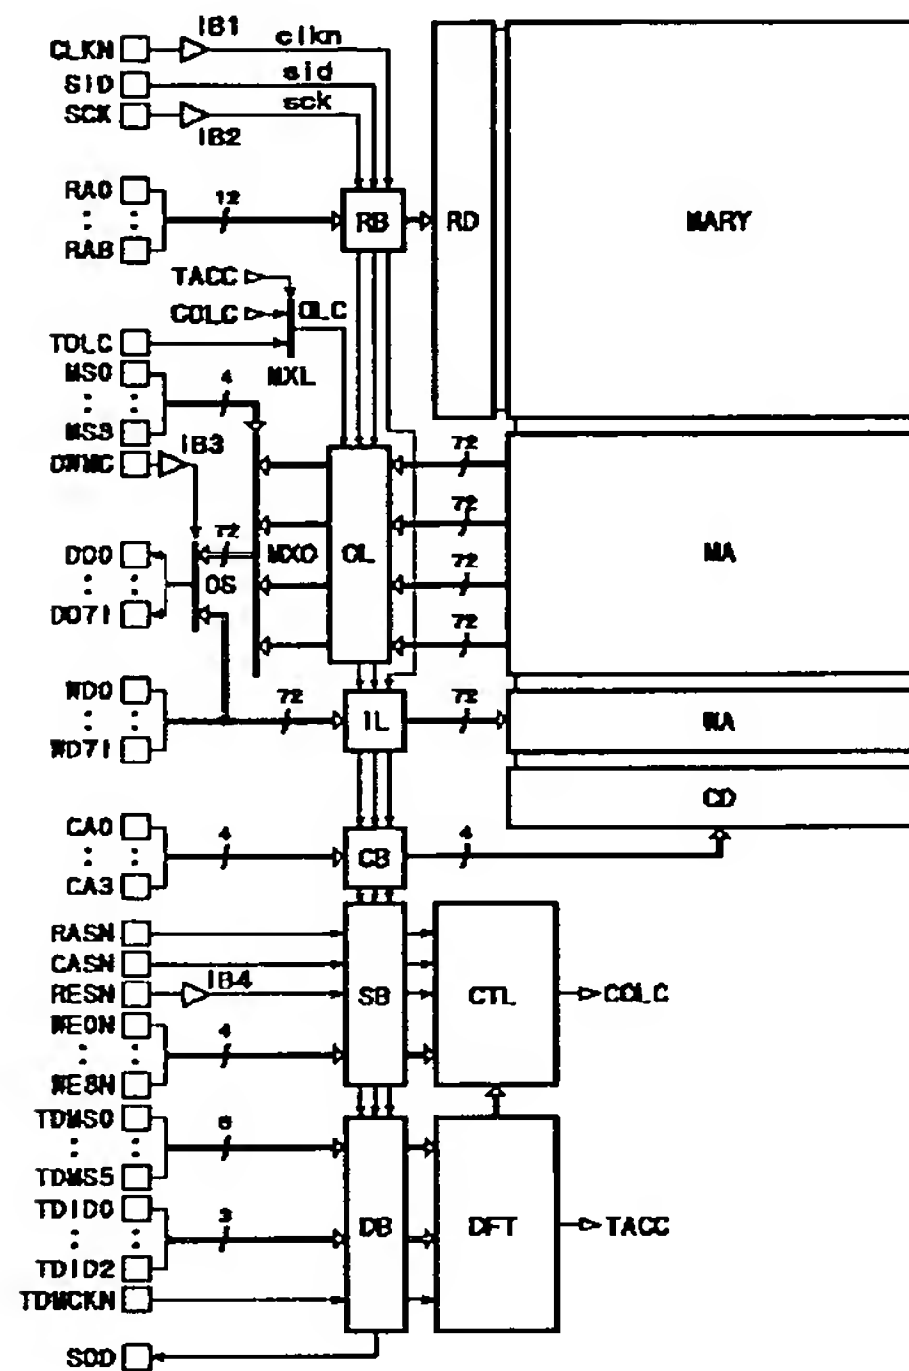 CLKN IB1 clkn
SID sid
SCK IB2 sck
RA0 12 RB RD MARY
RAB
TACC
COLC OLC
TOLC MXL
MS0 4
MS3
DWMC IB3 72
72
DO0 72 MXO OL MA
OS 72
DO71
72
WD0 72 IL 72 WA
WD71
CD
CA0 4 CB 4
CA3
RASN
CASN
RESN IB4 SB CTL COLC
WE0N 4
WE3N
TDMS0 6
TDMS5
TDID0 3 DB DFT TACC
TDID2
TDMCKN
SOD